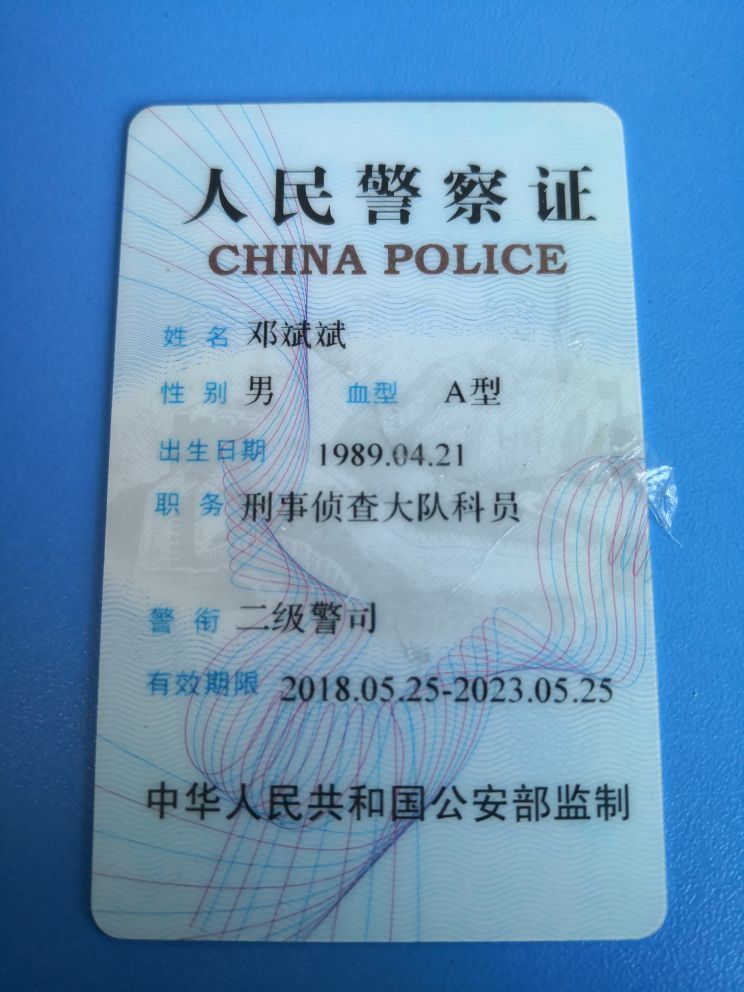 人民警察证
CHINA POLICE
姓名 邓斌斌
性别 男 血型 A型
出生日期 1989.04.21
职务 刑事侦查大队科员
警衔 二级警司
有效期限 2018.05.25-2023.05.25
中华人民共和国公安部监制